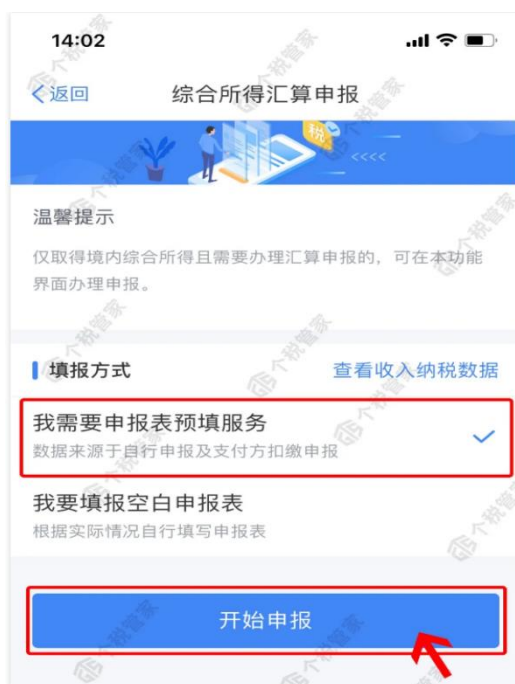 14:02
返回
综合所得汇算申报
税
<<<<
温馨提示
仅取得境内综合所得且需要办理汇算申报的，可在本功能
界面办理申报。
填报方式
查看收入纳税数据
我需要申报表预填服务
数据来源于自行申报及支付方扣缴申报
我要填报空白申报表
根据实际情况自行填写申报表
开始申报
个税管家